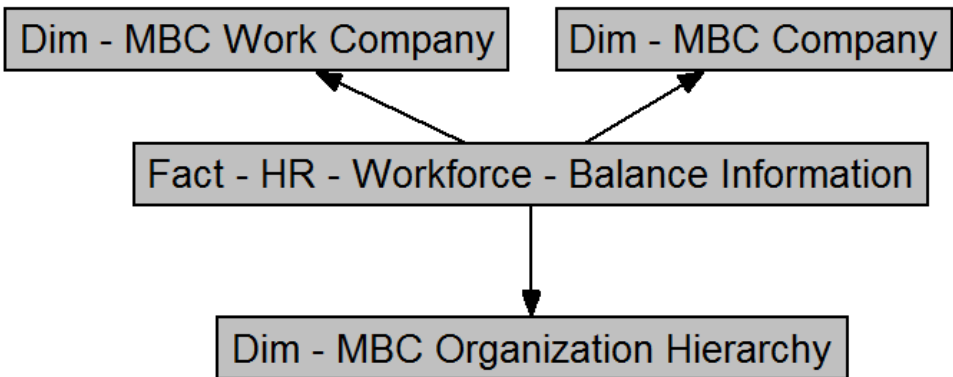 Dim - MBC Work Company
Dim - MBC Company
Fact - HR - Workforce - Balance Information
Dim - MBC Organization Hierarchy